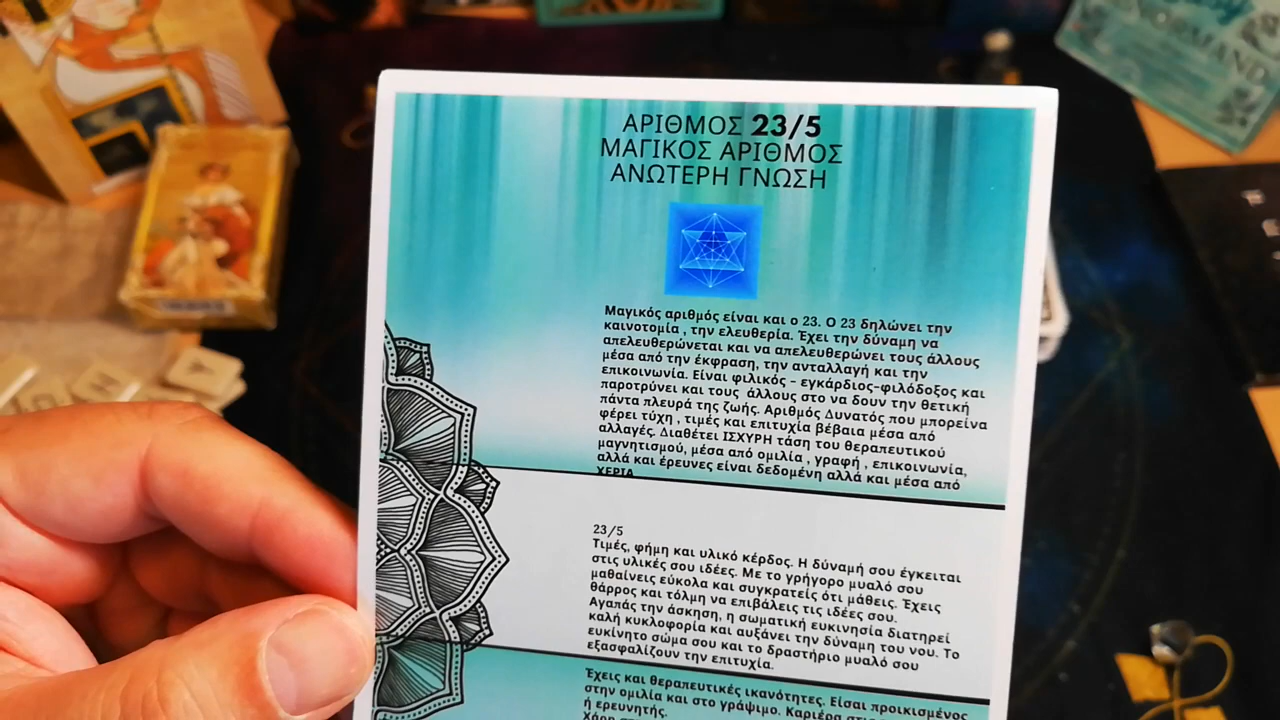 ΑΡΙΘΜΟΣ 23/5
ΜΑΓΙΚΟΣ ΑΡΙΘΜΟΣ
ΑΝΩΤΕΡΗ ΓΝΩΣΗ
Μαγικός αριθμός είναι και ο 23. Ο 23 δηλώνει την
καινοτομία , την ελευθερία. Έχει την δύναμη να
απελευθερώνεται και να απελευθερώνει τους άλλους
μέσα από την έκφραση, την ανταλλαγή και την
επικοινωνία. Είναι φιλικός - εγκάρδιος-φιλόδοξος και
παροτρύνει και τους άλλους στο να δουν την θετική
πάντα πλευρά της ζωής. Αριθμός Δυνατός που μπορείνα
φέρει τύχη , τιμές και επιτυχία βέβαια μέσα από
αλλαγές. Διαθέτει ΙΣΧΥΡΗ τάση του θεραπευτικού
μαγνητισμού, μέσα από ομιλία , γραφή , επικοινωνία,
αλλά και έρευνες είναι δεδομένη αλλά και μέσα από
ΧΕΡΙΑ
23/5
Τιμές, φήμη και υλικό κέρδος. Η δύναμή σου έγκειται
στις υλικές σου ιδέες. Με το γρήγορο μυαλό σου
μαθαίνεις εύκολα και συγκρατείς ότι μάθεις. Έχεις
θάρρος και τόλμη να επιβάλεις τις ιδέες σου.
Αγαπάς την άσκηση, η σωματική ευκινησία διατηρεί
καλή κυκλοφορία και αυξάνει την δύναμη του νου. Το
ευκίνητο σώμα σου και το δραστήριο μυαλό σου
εξασφαλίζουν την επιτυχία.
Έχεις και θεραπευτικές ικανότητες. Είσαι προικισμένος
στην ομιλία και στο γράψιμο. Καριέρα
ή ερευνητής.